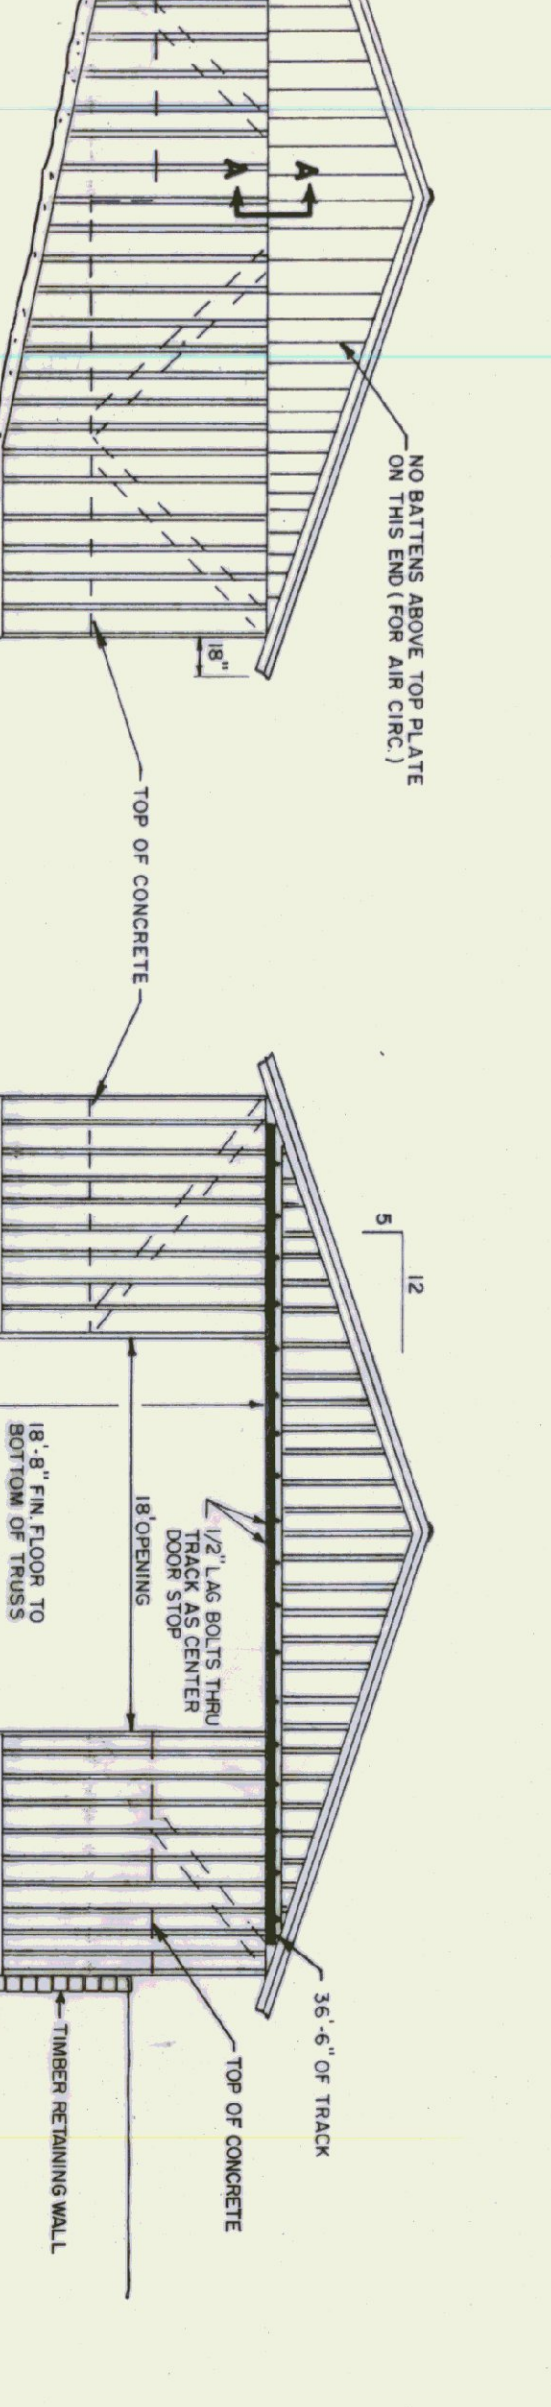 A A
NO BATTENS ABOVE TOP PLATE
ON THIS END (FOR AIR CIRC.)
18"
TOP OF CONCRETE
5
12
18'-8" FIN. FLOOR TO
BOTTOM OF TRUSS
18' OPENING
1/2" LAG BOLTS THRU
TRACK AS CENTER
DOOR STOP
36'-6" OF TRACK
TOP OF CONCRETE
TIMBER RETAINING WALL